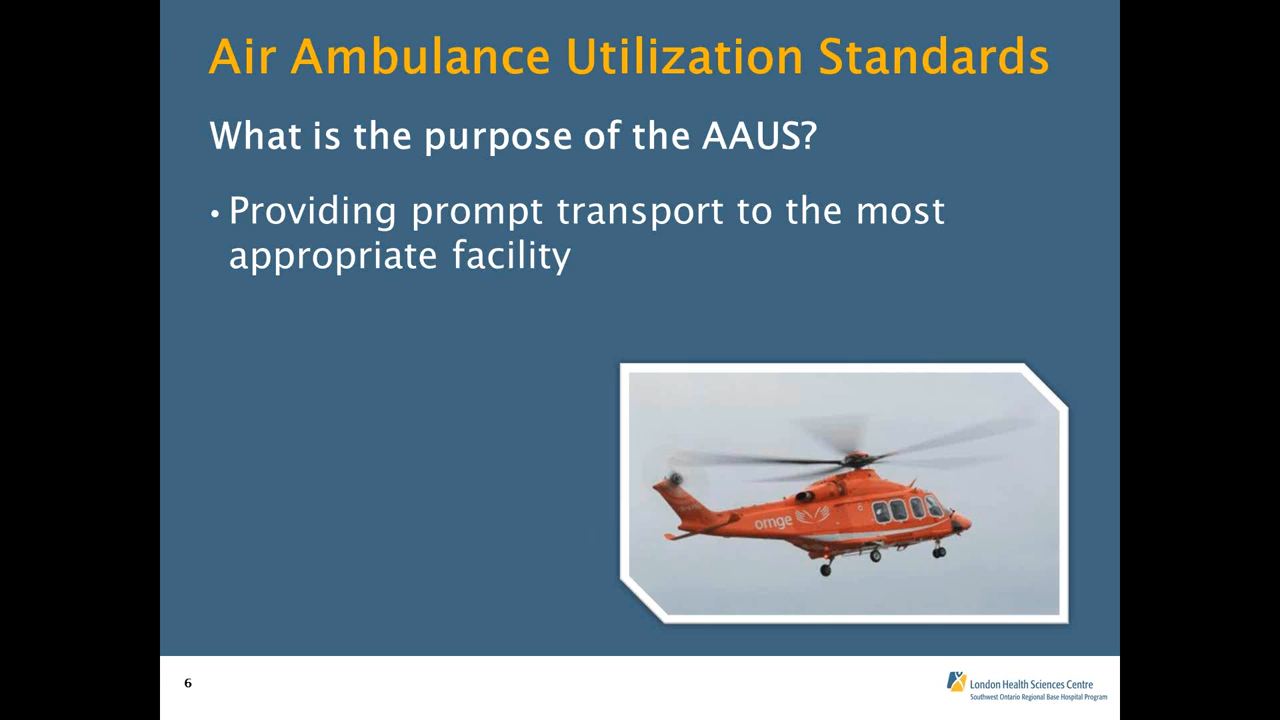 Air Ambulance Utilization Standards
What is the purpose of the AAUS?
• Providing prompt transport to the most
appropriate facility
ornge
6
London Health Sciences Centre
Southwest Ontario Regional Base Hospital Program